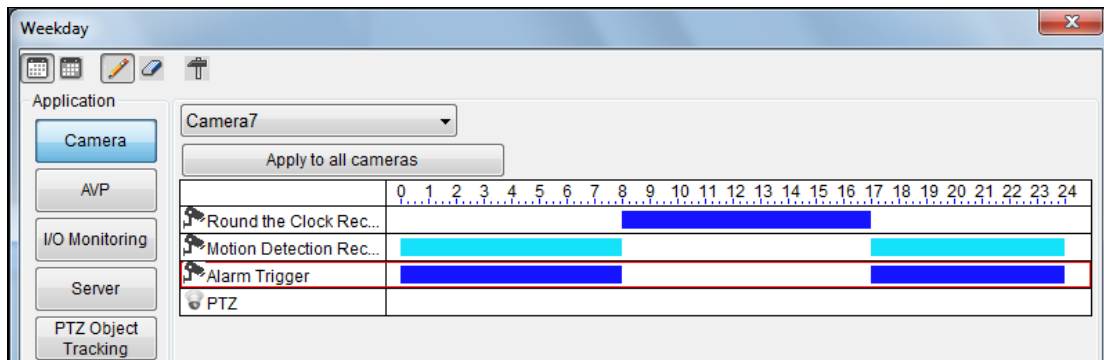 Weekday
Application
Camera
AVP
I/O Monitoring
Server
PTZ Object
Tracking
Camera7
Apply to all cameras
0 1 2 3 4 5 6 7 8 9 10 11 12 13 14 15 16 17 18 19 20 21 22 23 24
Round the Clock Rec...
Motion Detection Rec...
Alarm Trigger
PTZ